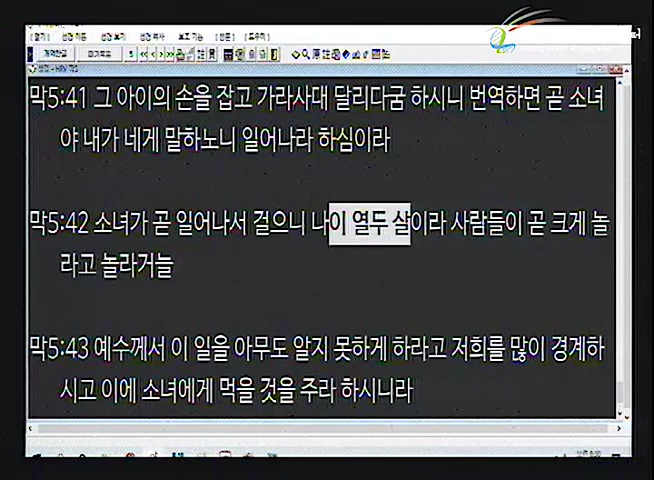 막5:41 그 아이의 손을 잡고 가라사대 달리다굼 하시니 번역하면 곧 소녀
야 내가 네게 말하노니 일어나라 하심이라
막5:42 소녀가 곧 일어나서 걸으니 나이 열두 살이라 사람들이 곧 크게 놀
라고 놀라거늘
막5:43 예수께서 이 일을 아무도 알지 못하게 하라고 저희를 많이 경계하
시고 이에 소녀에게 먹을 것을 주라 하시니라